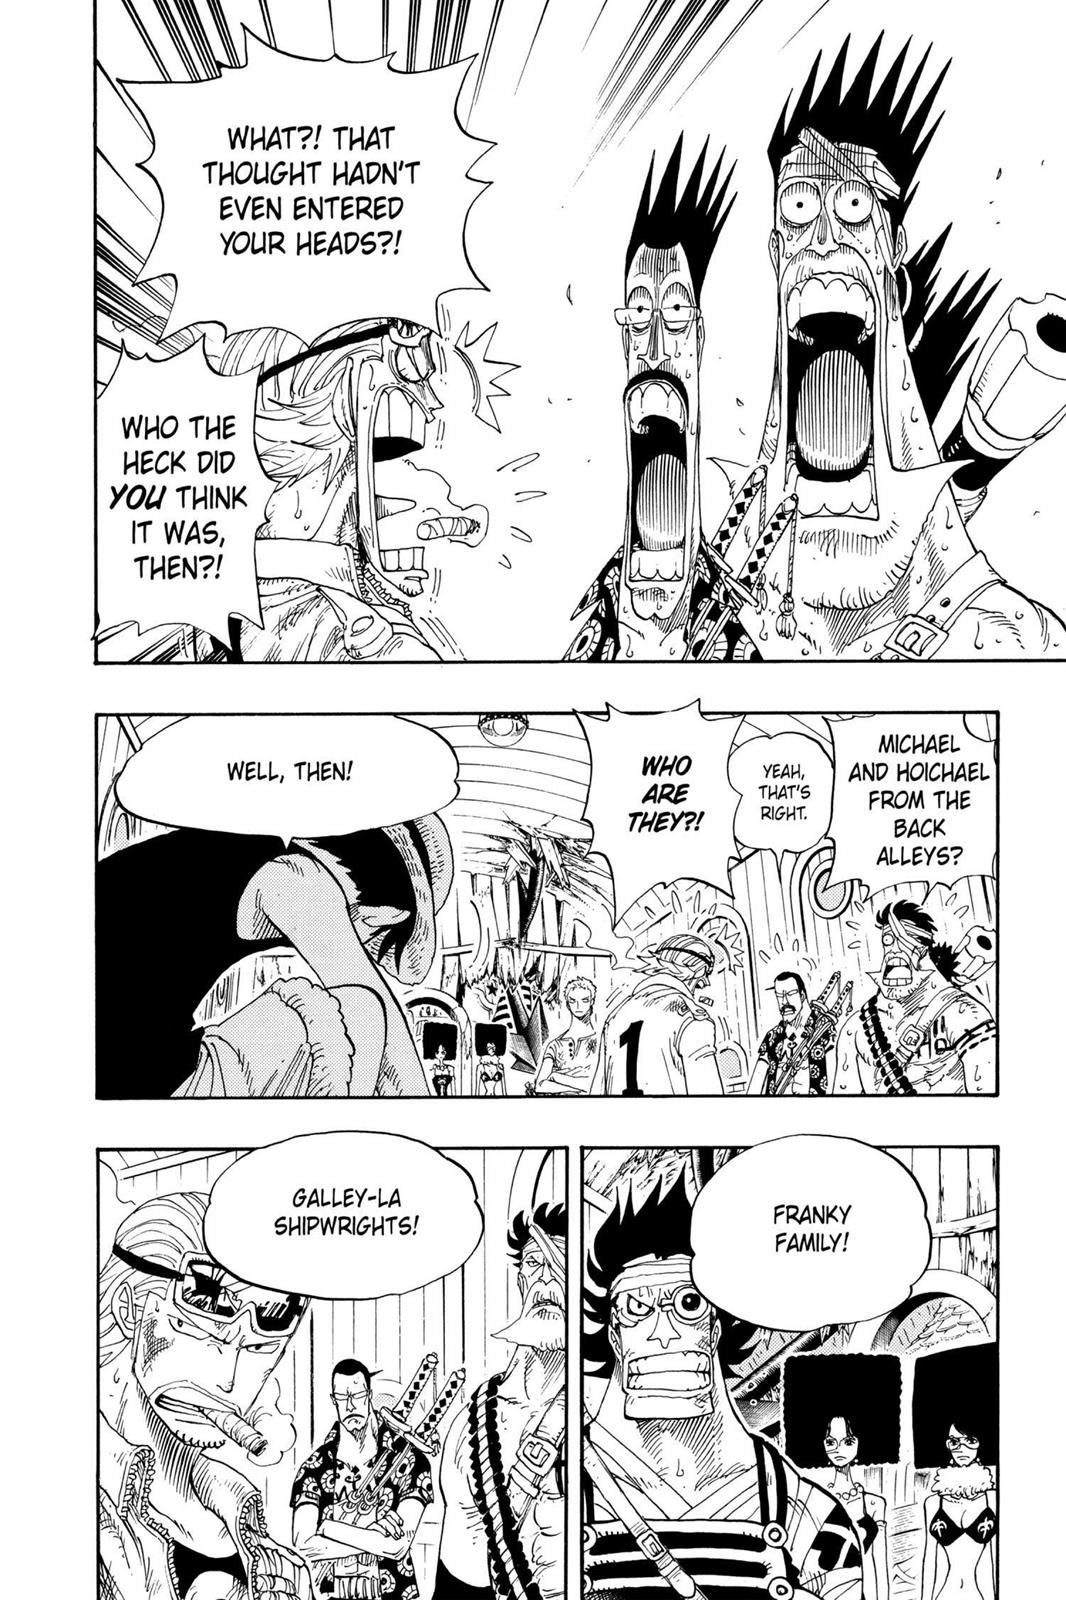 WHAT?! THAT
THOUGHT HADN'T
EVEN ENTERED
YOUR HEADS?!
WHO THE
HECK DID
YOU THINK
IT WAS,
THEN?!
MICHAEL
AND HOICHAEL
FROM THE
BACK
ALLEYS?
YEAH,
THAT'S
RIGHT.
WHO
ARE
THEY?!
WELL, THEN!
1
FRANKY
FAMILY!
GALLEY-LA
SHIPWRIGHTS!